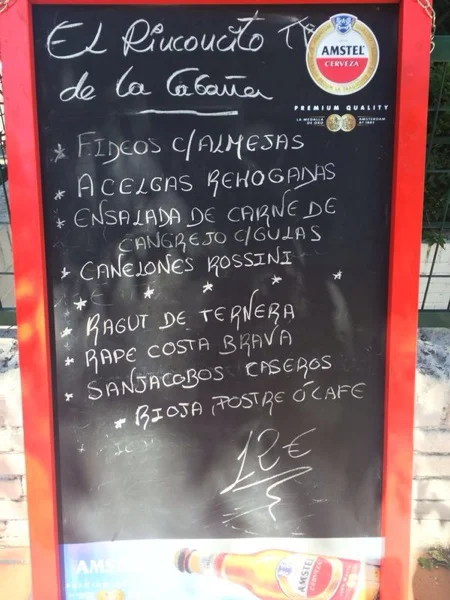 El Rinconcito
de la Cabaña
AMSTEL
CERVEZA
PREMIUM QUALITY
* FIDEOS C/ALMEJAS
* ACELGAS REHOGADAS
* ENSALADA DE CARNE DE
CANGREJO C/GULAS
* CANELONES ROSSINI
* * * * *
* RAGUT DE TERNERA
* RAPE COSTA BRAVA
* SANJACOBOS CASEROS
* RIOJA, POSTRE Ó CAFE
12€
AMSTEL